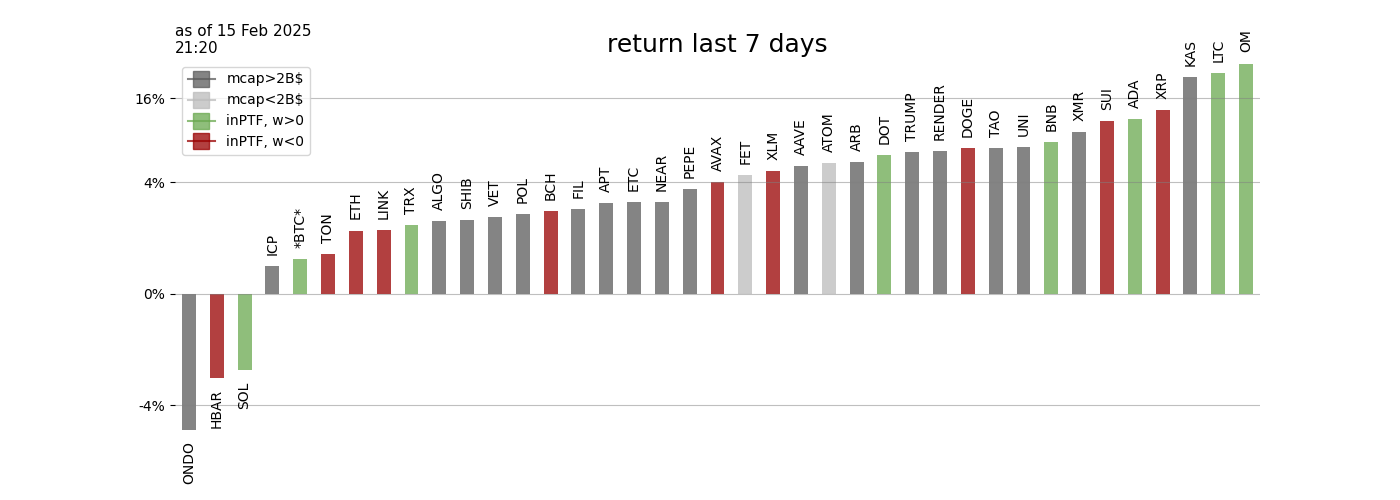 as of 15 Feb 2025
21:20
return last 7 days
mcap>2B$
mcap<2B$
inPTF, w>0
inPTF, w<0
16%
4%
0%
-4%
ONDO
HBAR
SOL
ICP
*BTC*
TON
ETH
LINK
TRX
ALGO
SHIB
VET
POL
BCH
FIL
APT
ETC
NEAR
PEPE
AVAX
FET
XLM
AAVE
ATOM
ARB
DOT
TRUMP
RENDER
DOGE
TAO
UNI
BNB
XMR
SUI
ADA
XRP
KAS
LTC
OM